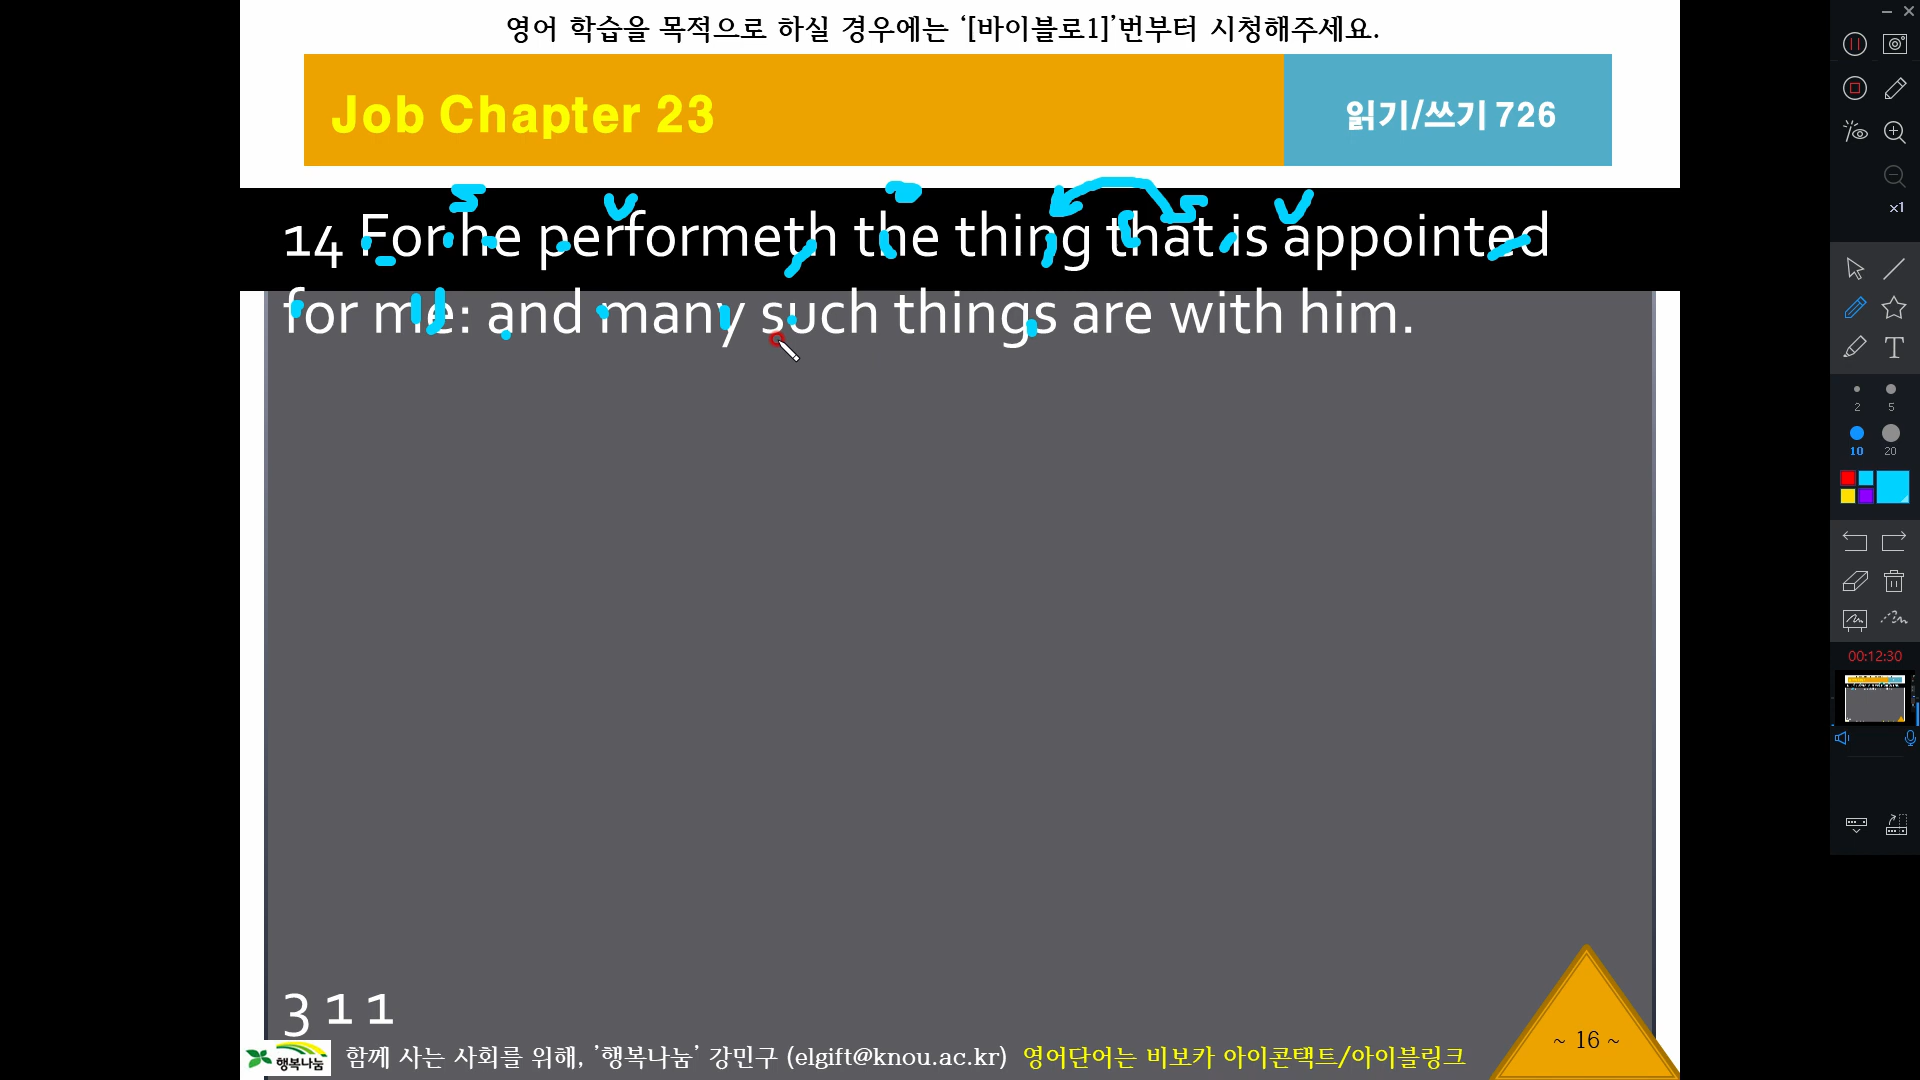 영어 학습을 목적으로 하실 경우에는 ‘[바이블로1]’번부터 시청해주세요.
Job Chapter 23
읽기/쓰기 726
14 For he performeth the thing that is appointed
for me: and many such things are with him.
x1
2 5
10 20
00:12:30
3 1 1
~ 16 ~
행복나눔
함께 사는 사회를 위해, ’행복나눔’ 강민구 (elgift@knou.ac.kr) 영어단어는 비보카 아이콘택트/아이블링크